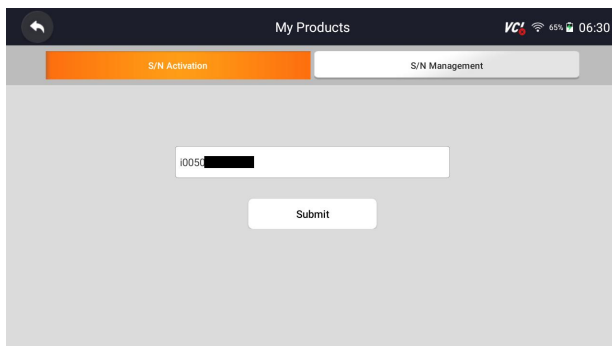 My Products
VCI 65% 06:30
S/N Activation
S/N Management
i0050
Submit